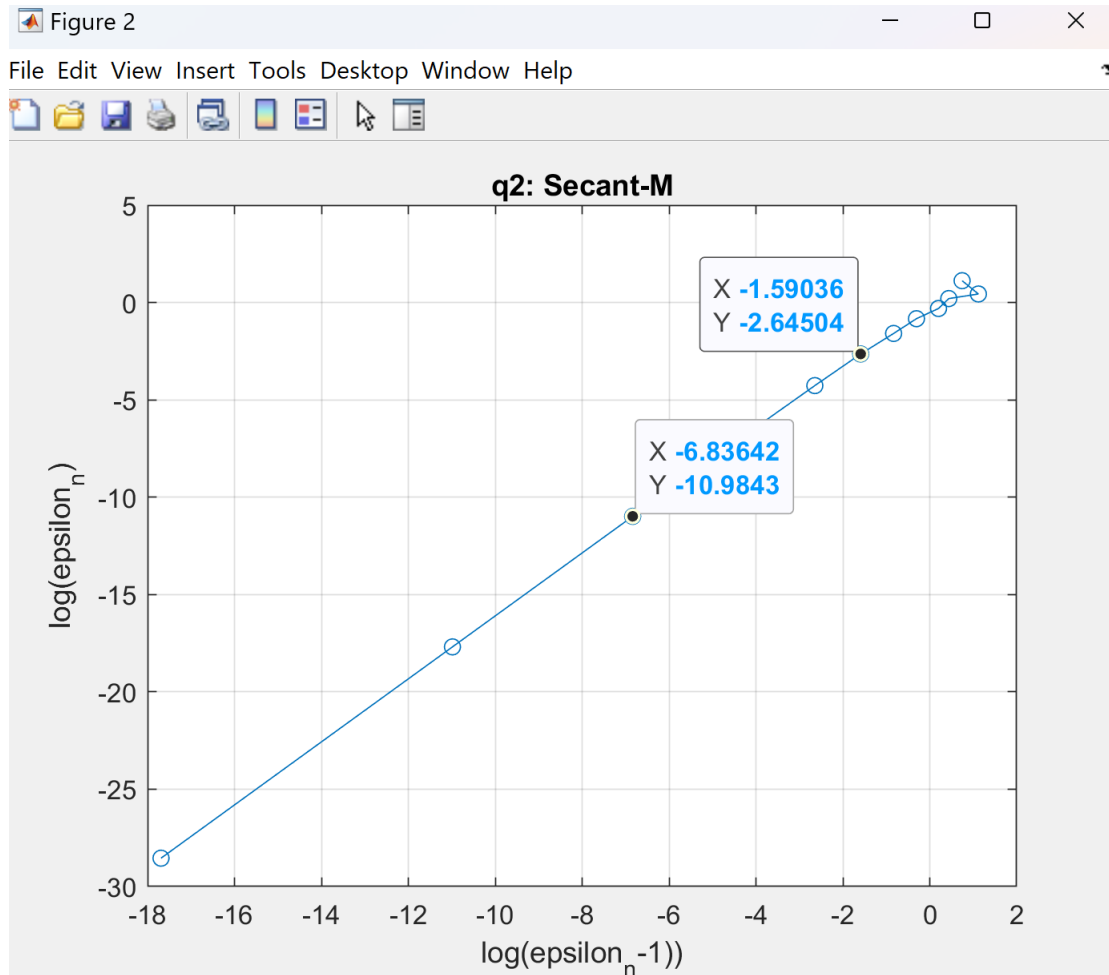 Figure 2
File Edit View Insert Tools Desktop Window Help
q2: Secant-M
5
0
-5
-10
-15
-20
-25
-30
log(epsilon_n)
X -1.59036
Y -2.64504
X -6.83642
Y -10.9843
-18 -16 -14 -12 -10 -8 -6 -4 -2 0 2
log(epsilon_n-1))